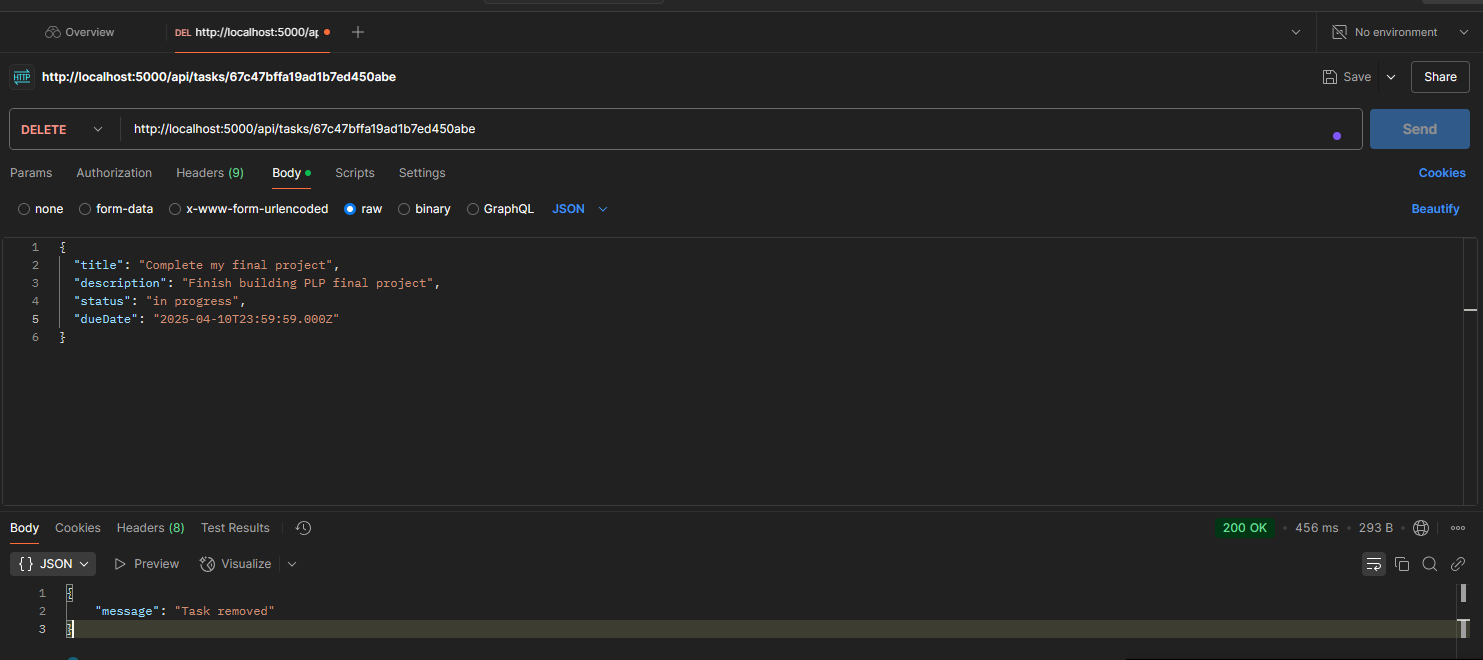 Overview
DEL http://localhost:5000/ap
No environment
HTTP http://localhost:5000/api/tasks/67c47bffa19ad1b7ed450abe
Save
Share
DELETE
http://localhost:5000/api/tasks/67c47bffa19ad1b7ed450abe
Send
Params Authorization Headers (9) Body Scripts Settings
Cookies
none form-data x-www-form-urlencoded raw binary GraphQL JSON
Beautify
1 {
2 "title": "Complete my final project",
3 "description": "Finish building PLP final project",
4 "status": "in progress",
5 "dueDate": "2025-04-10T23:59:59.000Z"
6 }
Body Cookies Headers (8) Test Results
200 OK 456 ms 293 B
{} JSON Preview Visualize
1 {
2 "message": "Task removed"
3 }